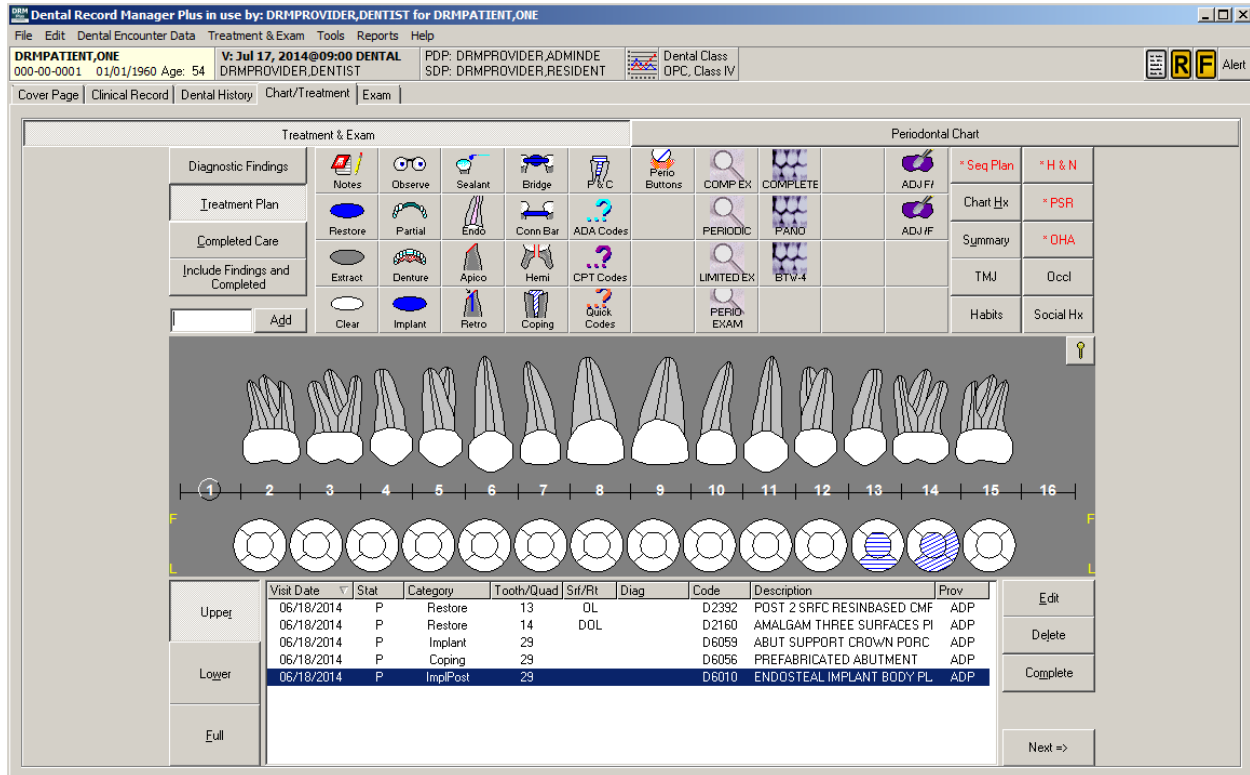 Dental Record Manager Plus in use by: DRMPROVIDER,DENTIST for DRMPATIENT,ONE
File Edit Dental Encounter Data Treatment & Exam Tools Reports Help
DRMPATIENT,ONE
000-00-0001 01/01/1960 Age: 54
V: Jul 17, 2014@09:00 DENTAL
DRMPROVIDER,DENTIST
PDP: DRMPROVIDER,ADMINDE
SDP: DRMPROVIDER,RESIDENT
Dental Class
OPC, Class IV
R F Alert
Cover Page Clinical Record Dental History Chart/Treatment Exam
Treatment & Exam Periodontal Chart
Diagnostic Findings
Treatment Plan
Completed Care
Include Findings and
Completed
Add
Notes Observe Sealant Bridge P & C Perio Buttons COMP EX COMPLETE ADJ F/ * Seq Plan * H & N
Restore Partial Endo Conn Bar ADA Codes PERIODIC PANO ADJ /F Chart Hx * PSR
Summary * OHA
Extract Denture Apico Hemi CPT Codes LIMITED EX BTW-4 TMJ Occl
Clear Implant Retro Coping Quick Codes PERIO EXAM Habits Social Hx
1 2 3 4 5 6 7 8 9 10 11 12 13 14 15 16
F F
L L
Upper
Lower
Full
Visit Date Stat Category Tooth/Quad Srf/Rt Diag Code Description Prov
06/18/2014 P Restore 13 OL D2392 POST 2 SRFC RESINBASED CMF ADP
06/18/2014 P Restore 14 DOL D2160 AMALGAM THREE SURFACES PI ADP
06/18/2014 P Implant 29 D6059 ABUT SUPPORT CROWN PORC ADP
06/18/2014 P Coping 29 D6056 PREFABRICATED ABUTMENT ADP
06/18/2014 P ImplPost 29 D6010 ENDOSTEAL IMPLANT BODY PL ADP
Edit
Delete
Complete
Next =>